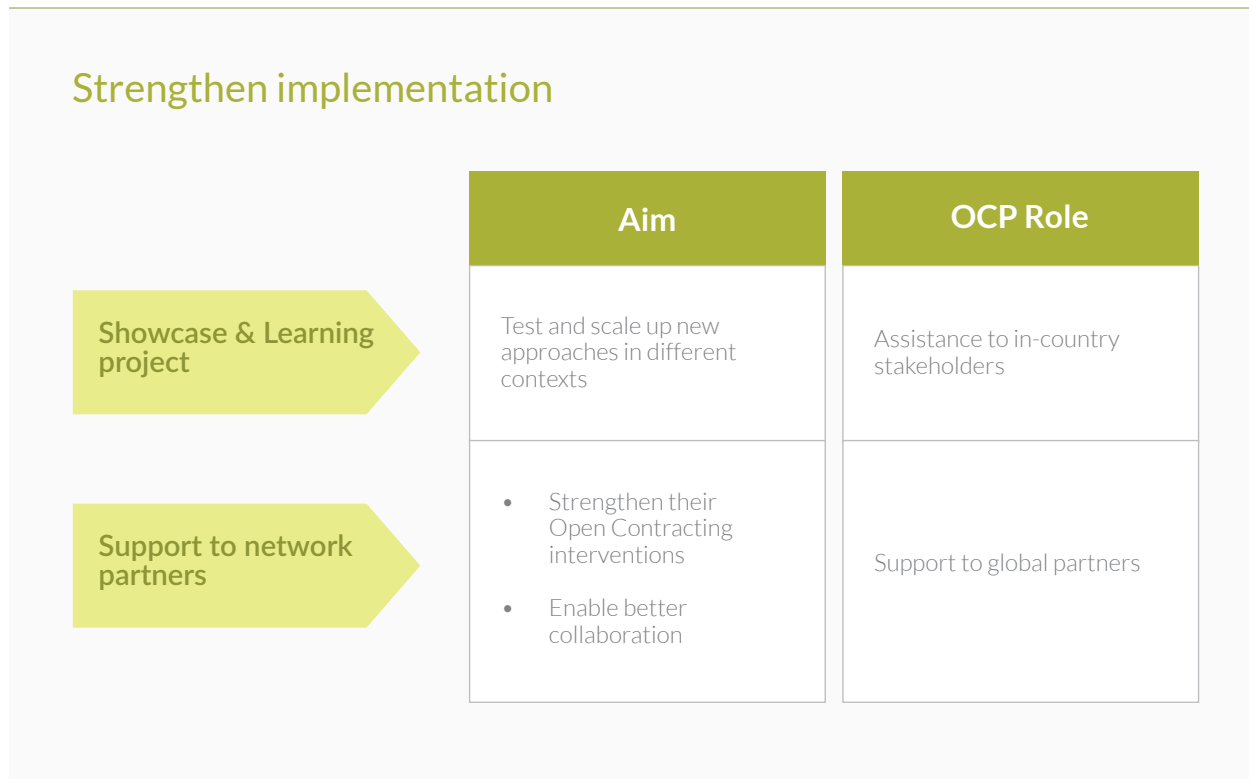 Strengthen implementation
Aim
OCP Role
Showcase & Learning
project
Test and scale up new
approaches in different
contexts
Assistance to in-country
stakeholders
Support to network
partners
• Strengthen their
Open Contracting
interventions
• Enable better
collaboration
Support to global partners